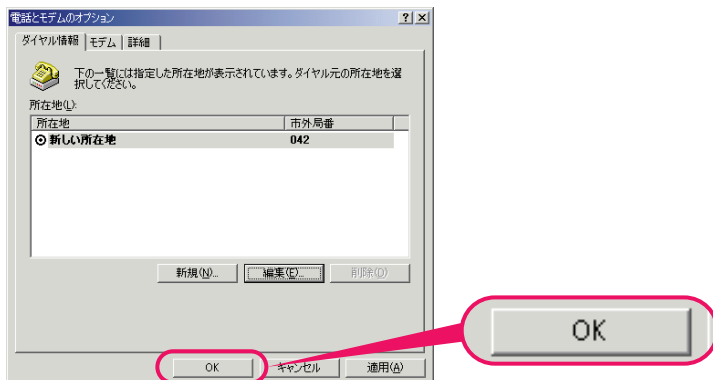 電話とモデムのオプション
ダイヤル情報 モデム 詳細
下の一覧には指定した所在地が表示されています。ダイヤル元の所在地を選
択してください。
所在地(L):
所在地 市外局番
新しい所在地 042
新規(N)... 編集(E)... 削除(D)
OK キャンセル 適用(A)
OK